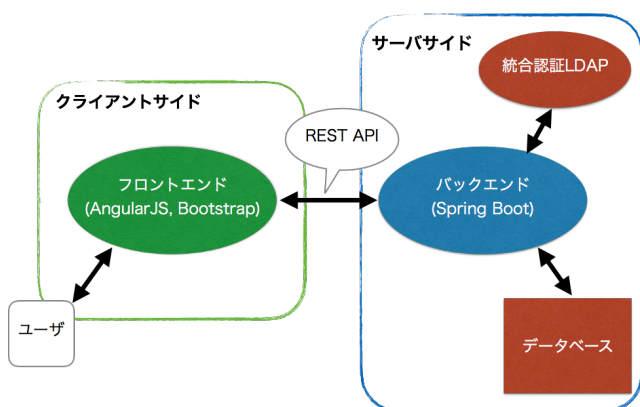 サーバサイド
統合認証LDAP
クライアントサイド
REST API
フロントエンド
(AngularJS, Bootstrap)
バックエンド
(Spring Boot)
ユーザ
データベース